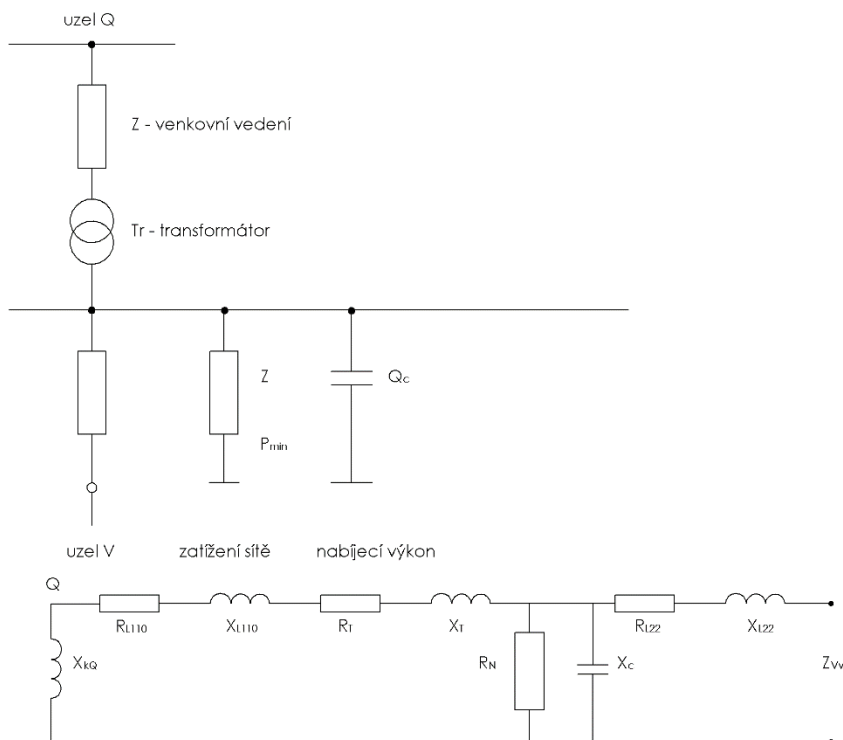 uzel Q
Z - venkovní vedení
Tr - transformátor
Z
Qc
Pmin
uzel V
zatížení sítě
nabíjecí výkon
Q
RL110
XL110
RT
XT
RL22
XL22
XkQ
RN
Xc